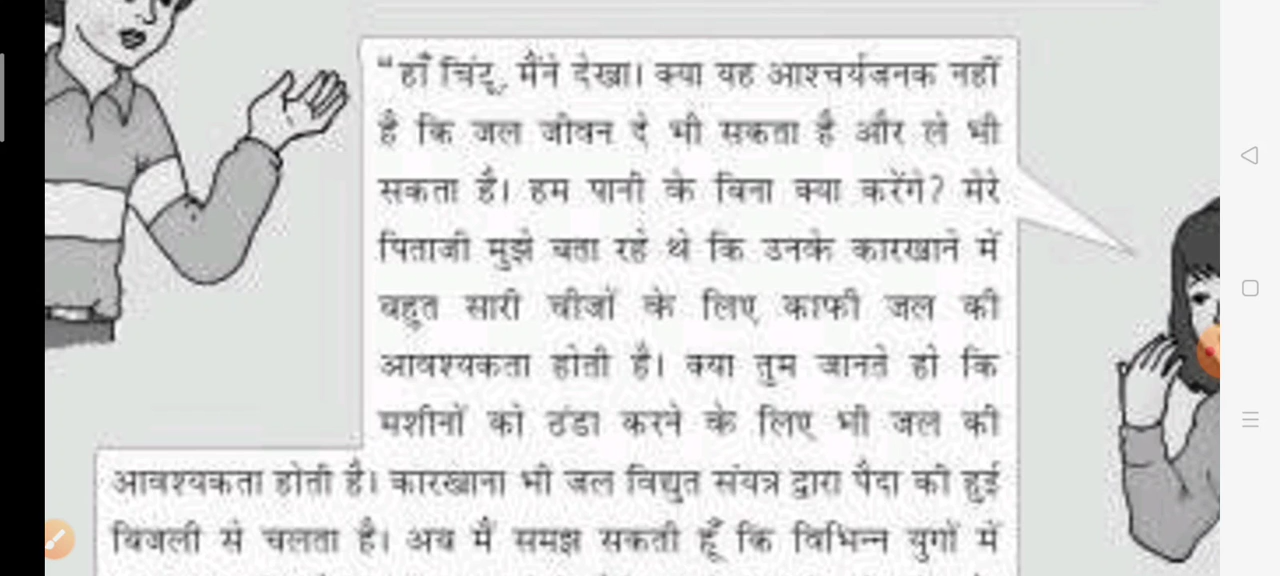 “हाँ चिंटू, मैंने देखा। क्या यह आश्चर्यजनक नहीं
है कि जल जीवन दे भी सकता है और ले भी
सकता है। हम पानी के बिना क्या करेंगे? मेरे
पिताजी मुझे बता रहे थे कि उनके कारखाने में
बहुत सारी चीजों के लिए काफी जल की
आवश्यकता होती है। क्या तुम जानते हो कि
मशीनों को ठंडा करने के लिए भी जल की
आवश्यकता होती है। कारखाना भी जल विद्युत संयत्र द्वारा पैदा की हुई
बिजली से चलता है। अब मैं समझ सकती हूँ कि विभिन्न युगों में